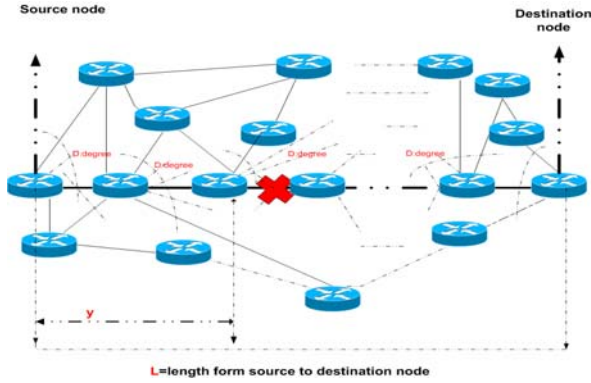 Source node
Destination
node
D:degree
D:degree
D:degree
D:degree
y
L=length form source to destination node